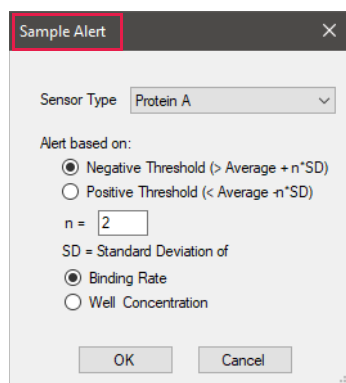 Sample Alert
Sensor Type Protein A
Alert based on:
Negative Threshold (> Average + n*SD)
Positive Threshold (< Average -n*SD)
n = 2
SD = Standard Deviation of
Binding Rate
Well Concentration
OK Cancel